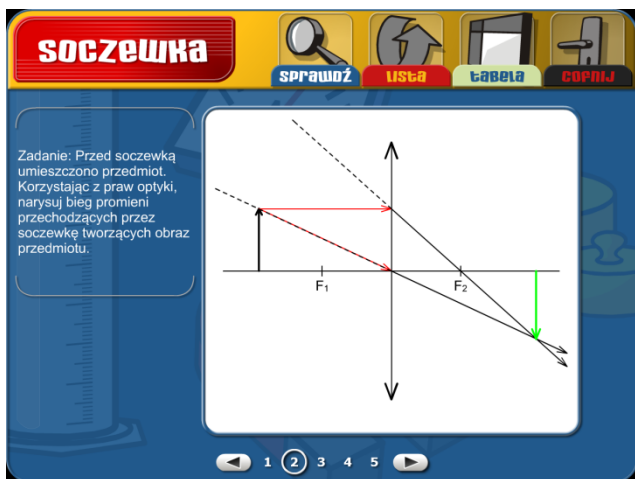 soczewka
sprawdź
lista
tabela
cofnij
Zadanie: Przed soczewką
umieszczono przedmiot.
Korzystając z praw optyki,
narysuj bieg promieni
przechodzących przez
soczewkę tworzących obraz
przedmiotu.
F₁ F₂
1 2 3 4 5